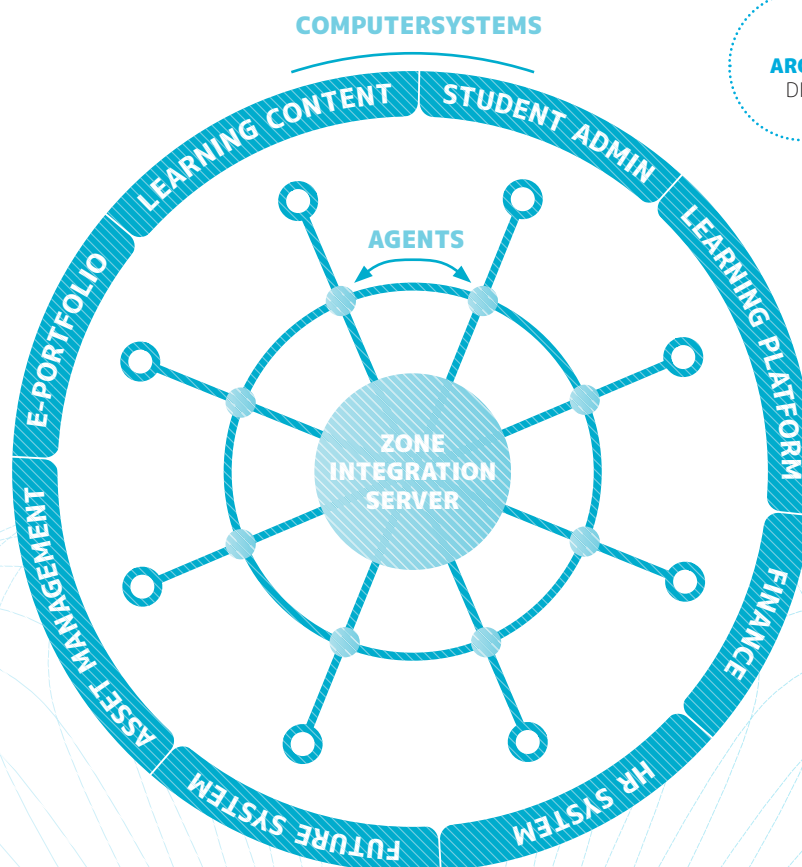 COMPUTERSYSTEMS
LEARNING CONTENT
STUDENT ADMIN
LEARNING PLATFORM
FINANCE
HR SYSTEM
FUTURE SYSTEM
ASSET MANAGEMENT
E-PORTFOLIO
AGENTS
ZONE
INTEGRATION
SERVER